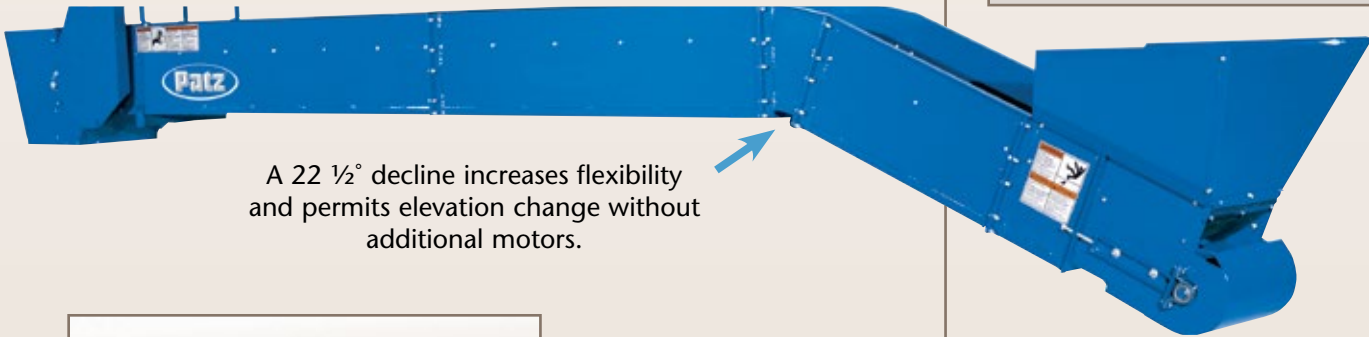 Patz
A 22 ½° decline increases flexibility
and permits elevation change without
additional motors.